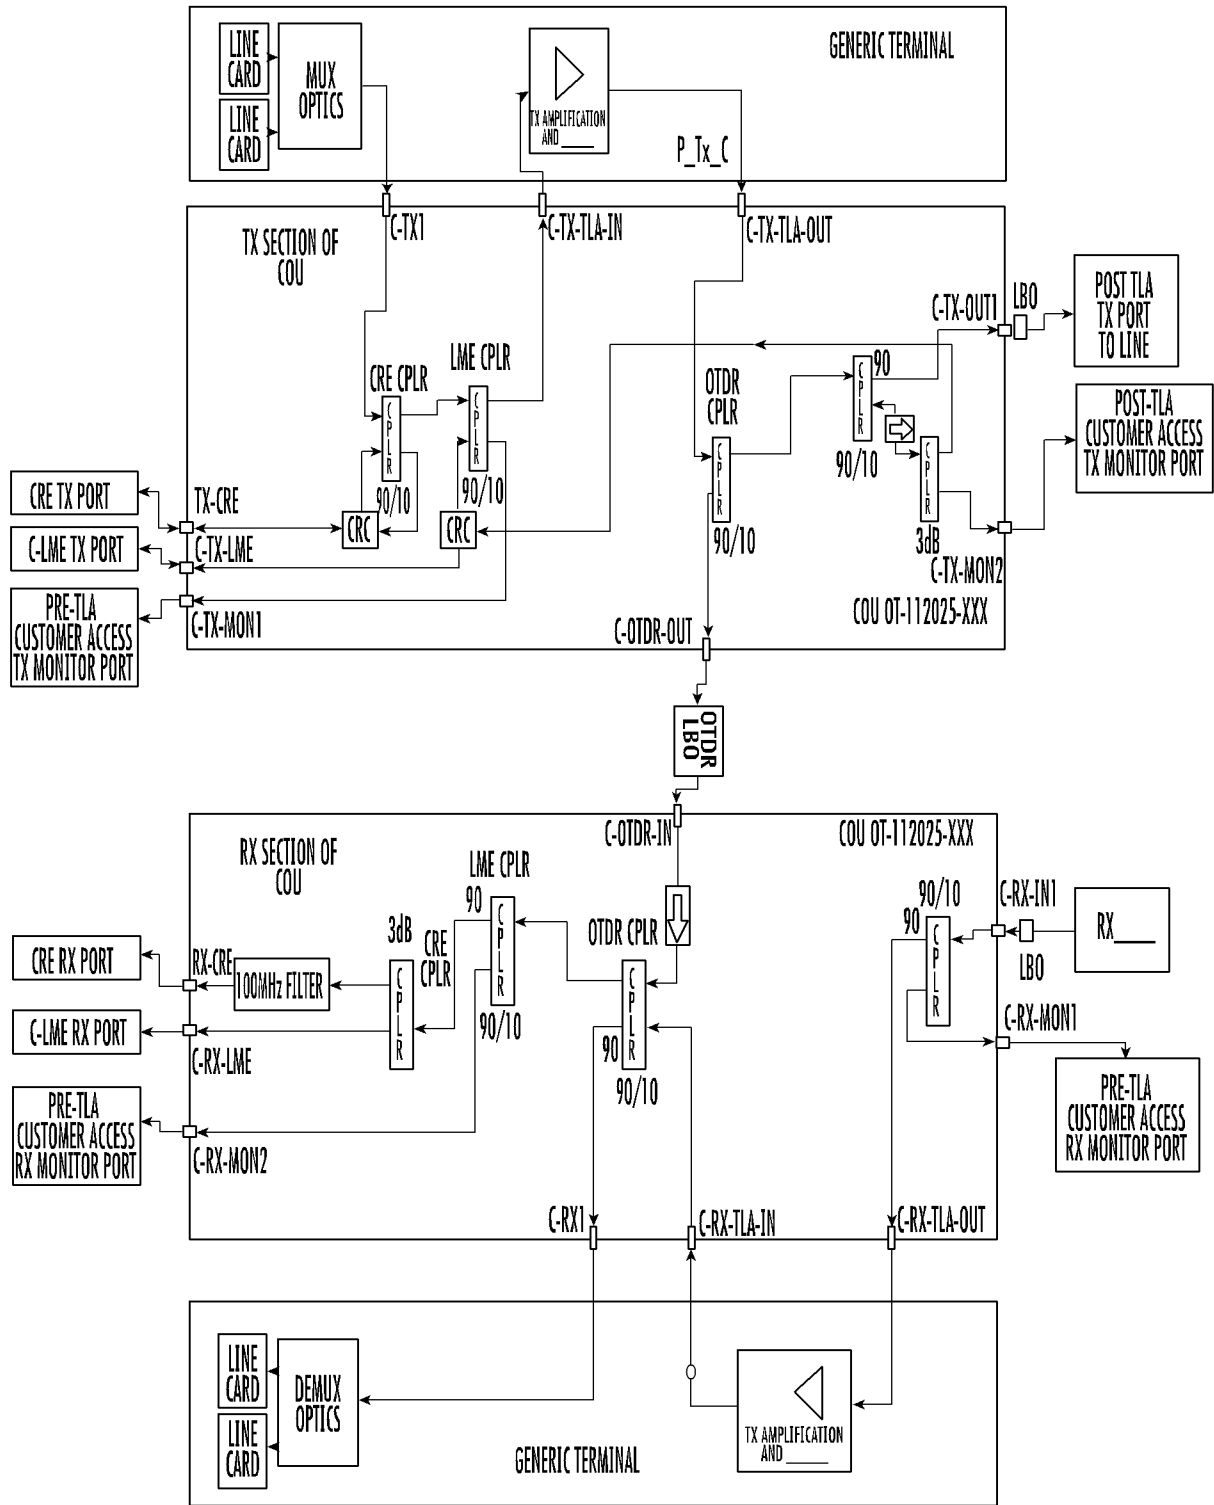 LINE
CARD
LINE
CARD
MUX
OPTICS
TX AMPLIFICATION
AND _____
GENERIC TERMINAL
P_Tx_C
C-TX1
C-TX-TLA-IN
C-TX-TLA-OUT
TX SECTION OF
COU
C-TX-OUT1
LBO
POST TLA
TX PORT
TO LINE
CRE CPLR
LME CPLR
OTDR
CPLR
CPLR
CPLR
CPLR
CPLR
CPLR
90
90/10
90/10
90/10
90/10
3dB
POST-TLA
CUSTOMER ACCESS
TX MONITOR PORT
CRE TX PORT
TX-CRE
CRC
CRC
C-LME TX PORT
C-TX-LME
PRE-TLA
CUSTOMER ACCESS
TX MONITOR PORT
C-TX-MON1
C-TX-MON2
COU OT-112025-XXX
C-OTDR-OUT
OTDR
LBO
C-OTDR-IN
COU OT-112025-XXX
RX SECTION OF
COU
LME CPLR
90
CPLR
90/10
3dB
CRE
CPLR
CPLR
OTDR CPLR
CPLR
90
90/10
90/10
90
CPLR
C-RX-IN1
LBO
RX_____
CRE RX PORT
RX-CRE
100MHz FILTER
C-LME RX PORT
C-RX-LME
C-RX-MON1
PRE-TLA
CUSTOMER ACCESS
RX MONITOR PORT
C-RX-MON2
PRE-TLA
CUSTOMER ACCESS
RX MONITOR PORT
C-RX1
C-RX-TLA-IN
C-RX-TLA-OUT
LINE
CARD
LINE
CARD
DEMUX
OPTICS
TX AMPLIFICATION
AND ______
GENERIC TERMINAL